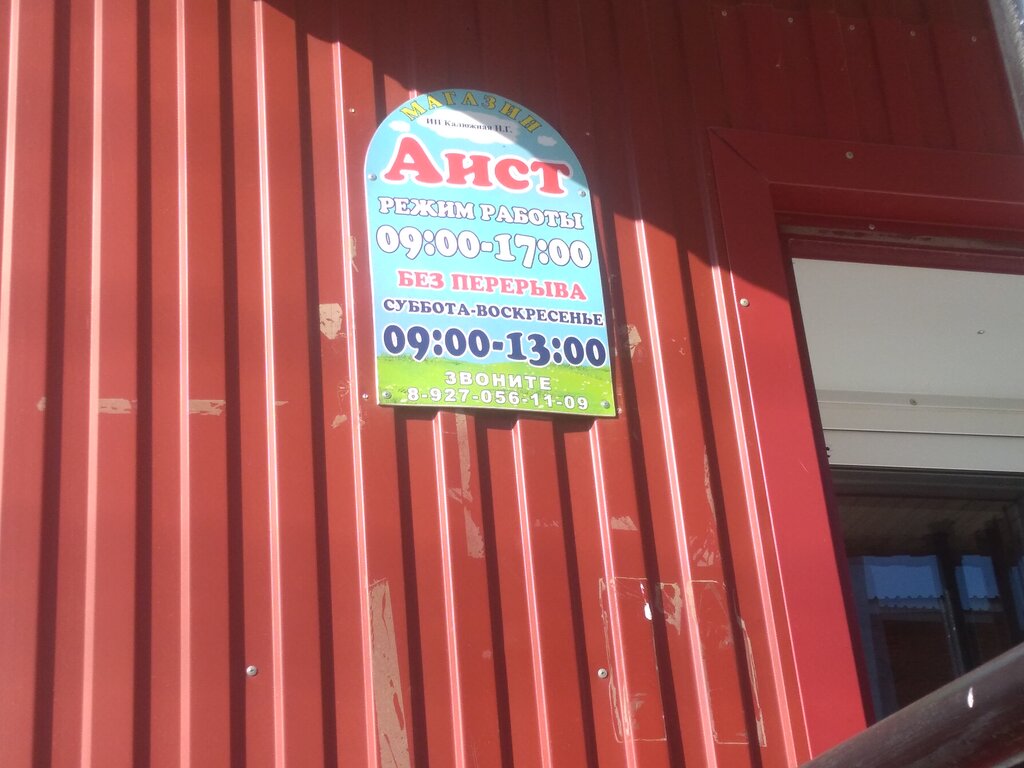 МАГАЗИН
ИП Калюжная Н.Г.
Аист
РЕЖИМ РАБОТЫ
09:00-17:00
БЕЗ ПЕРЕРЫВА
СУББОТА-ВОСКРЕСЕНЬЕ
09:00-13:00
ЗВОНИТЕ
8-927-056-11-09